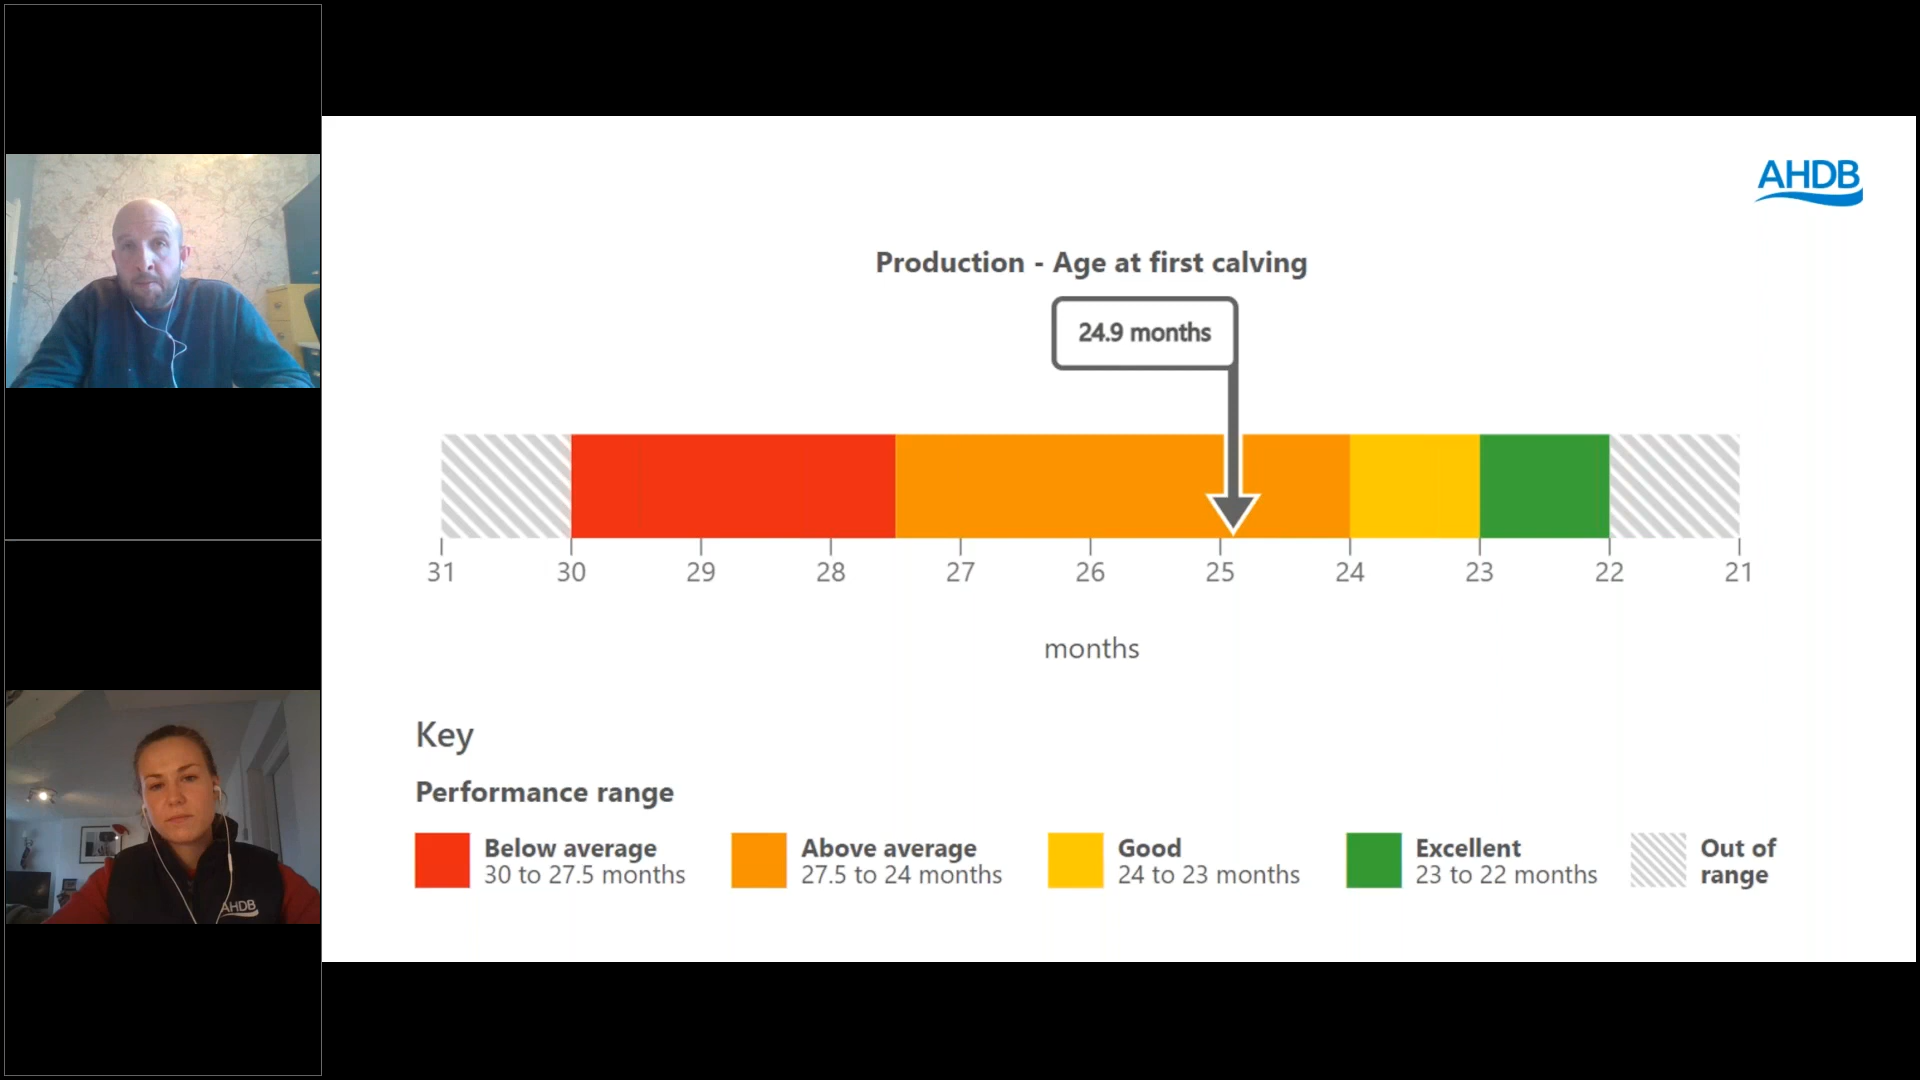 AHDB
Production - Age at first calving
24.9 months
31 30 29 28 27 26 25 24 23 22 21
months
Key
Performance range
Below average
30 to 27.5 months
Above average
27.5 to 24 months
Good
24 to 23 months
Excellent
23 to 22 months
Out of
range
AHDB